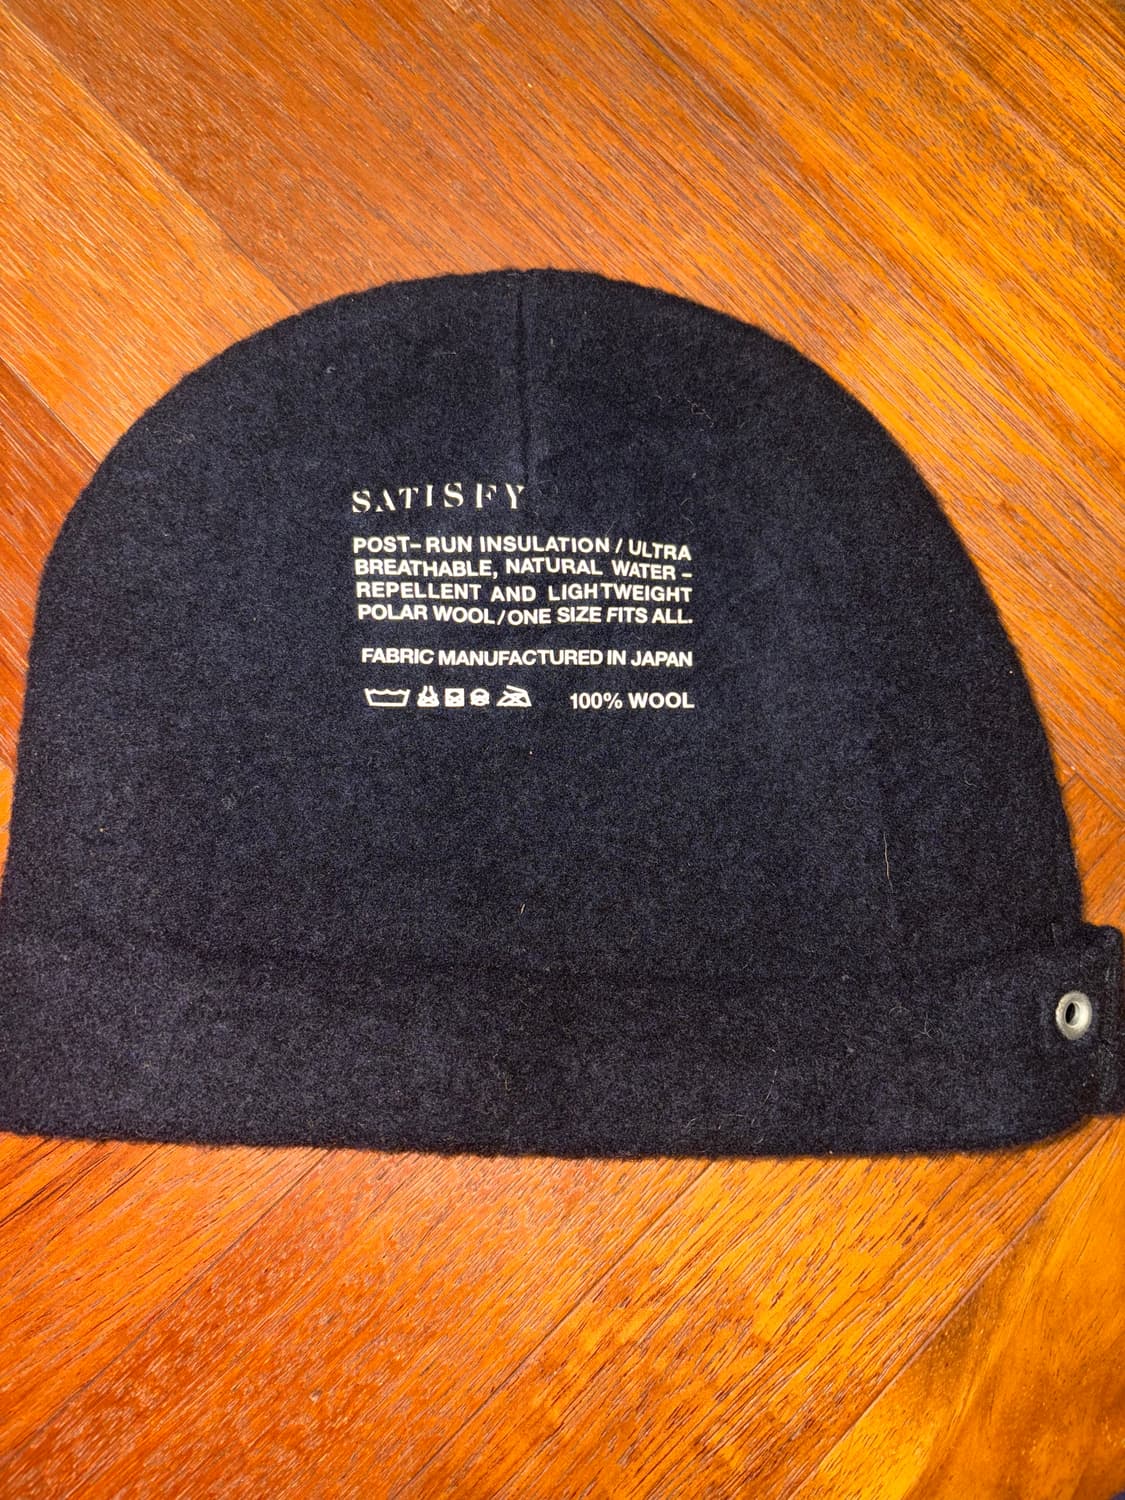 SATISFY
POST-RUN INSULATION / ULTRA
BREATHABLE, NATURAL WATER -
REPELLENT AND LIGHTWEIGHT
POLAR WOOL/ONE SIZE FITS ALL.
FABRIC MANUFACTURED IN JAPAN
100% WOOL